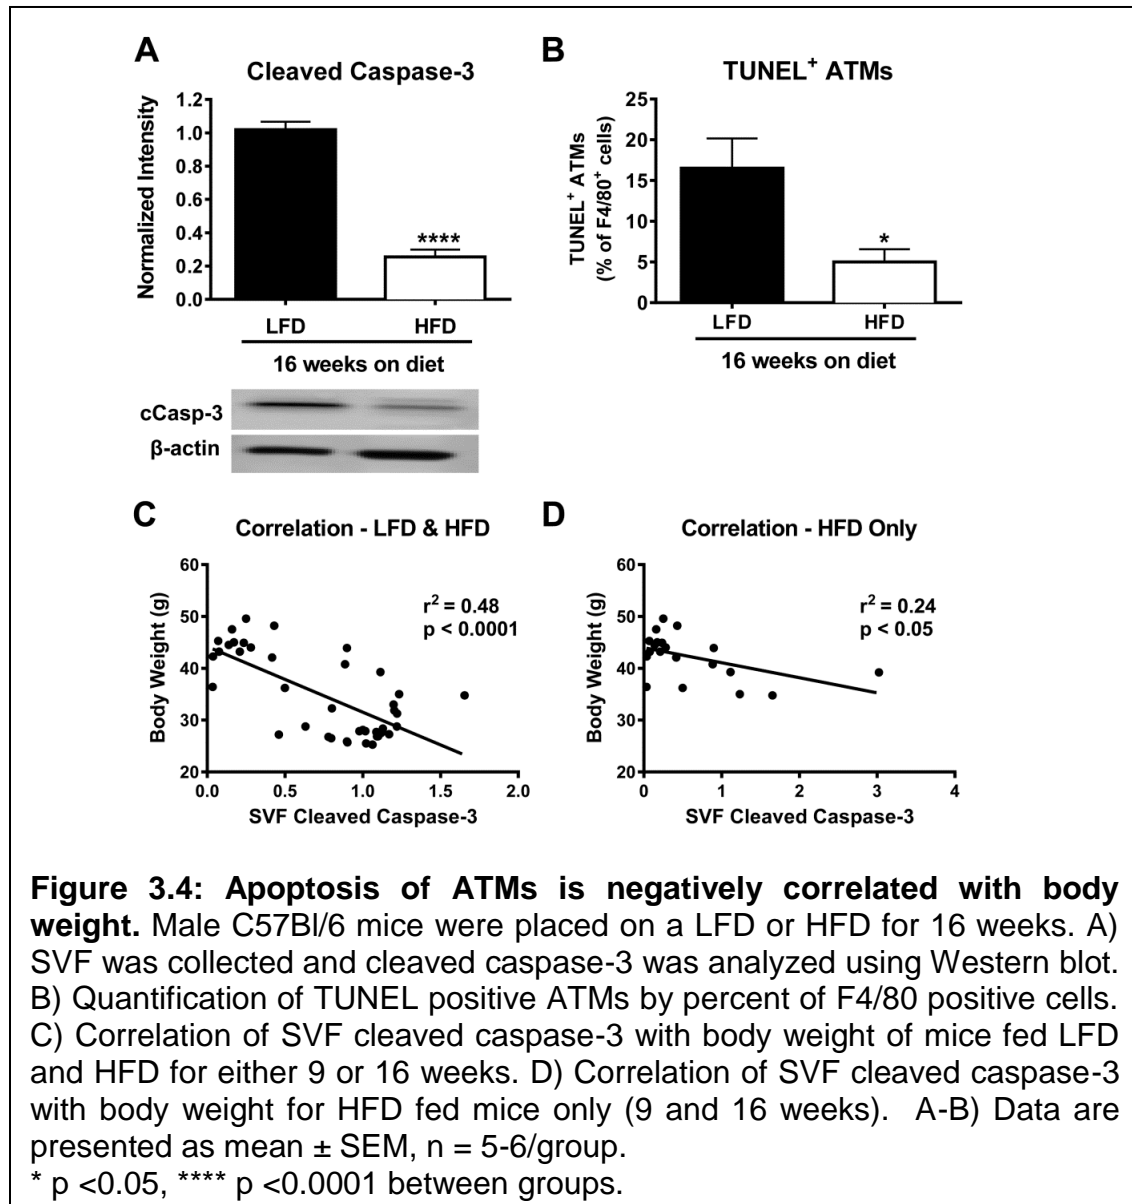 A
Cleaved Caspase-3
Normalized Intensity
1.2
1.0
0.8
0.6
0.4
0.2
0.0
****
LFD
HFD
16 weeks on diet
cCasp-3
β-actin
B
TUNEL+ ATMs
TUNEL+ ATMs
(% of F4/80+ cells)
25
20
15
10
5
0
*
LFD
HFD
16 weeks on diet
C
Correlation - LFD & HFD
Body Weight (g)
60
50
40
30
20
r2 = 0.48
p < 0.0001
0.0
0.5
1.0
1.5
2.0
SVF Cleaved Caspase-3
D
Correlation - HFD Only
Body Weight (g)
60
50
40
30
20
r2 = 0.24
p < 0.05
0
1
2
3
4
SVF Cleaved Caspase-3
Figure 3.4: Apoptosis of ATMs is negatively correlated with body
weight. Male C57Bl/6 mice were placed on a LFD or HFD for 16 weeks. A)
SVF was collected and cleaved caspase-3 was analyzed using Western blot.
B) Quantification of TUNEL positive ATMs by percent of F4/80 positive cells.
C) Correlation of SVF cleaved caspase-3 with body weight of mice fed LFD
and HFD for either 9 or 16 weeks. D) Correlation of SVF cleaved caspase-3
with body weight for HFD fed mice only (9 and 16 weeks). A-B) Data are
presented as mean ± SEM, n = 5-6/group.
* p <0.05, **** p <0.0001 between groups.